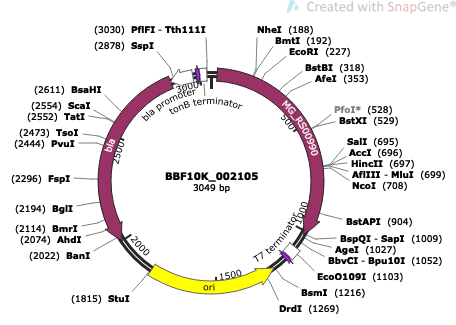 Created with SnapGene®
(3030) PflFI - Tth111I
(2878) SspI
NheI (188)
BmtI (192)
EcoRI (227)
BstBI (318)
AfeI (353)
PfoI* (528)
BstXI (529)
SalI (695)
AccI (696)
HincII (697)
AflIII - MluI (699)
NcoI (708)
BstAPI (904)
BspQI - SapI (1009)
AgeI (1027)
BbvCI - Bpu10I (1052)
EcoO109I (1103)
BsmI (1216)
DrdI (1269)
(1815) StuI
(2022) BanI
(2074) AhdI
(2114) BmrI
(2194) BglI
(2296) FspI
(2444) PvuI
(2473) TsoI
(2552) TatI
(2554) ScaI
(2611) BsaHI
bla promoter
tonB terminator
MG_RS00990
T7 terminator
ori
bla
500
1000
1500
2000
2500
3000
BBF10K_002105
3049 bp